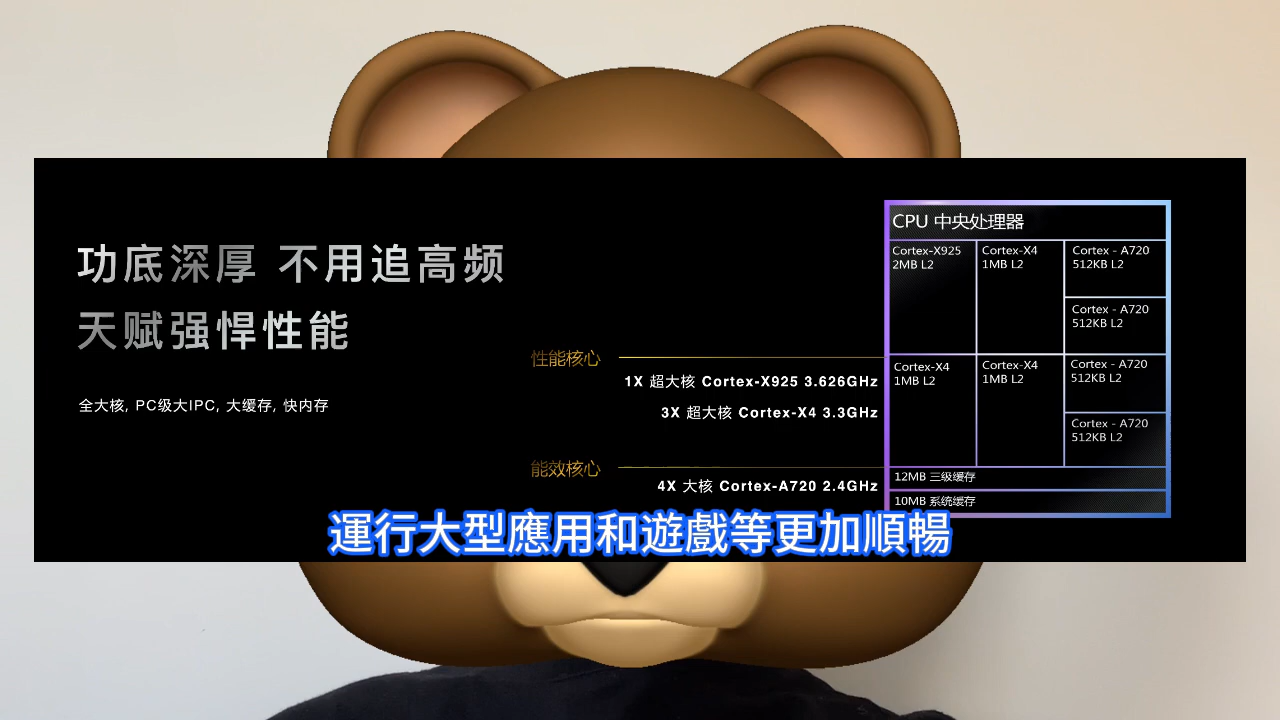 功底深厚 不用追高频
天赋强悍性能
全大核, PC级大IPC, 大缓存, 快内存
性能核心
1X 超大核 Cortex-X925 3.626GHz
3X 超大核 Cortex-X4 3.3GHz
能效核心
4X 大核 Cortex-A720 2.4GHz
CPU 中央处理器
Cortex-X925
2MB L2
Cortex-X4
1MB L2
Cortex - A720
512KB L2
Cortex - A720
512KB L2
Cortex-X4
1MB L2
Cortex-X4
1MB L2
Cortex - A720
512KB L2
Cortex - A720
512KB L2
12MB 三级缓存
10MB 系统缓存
運行大型應用和遊戲等更加順暢